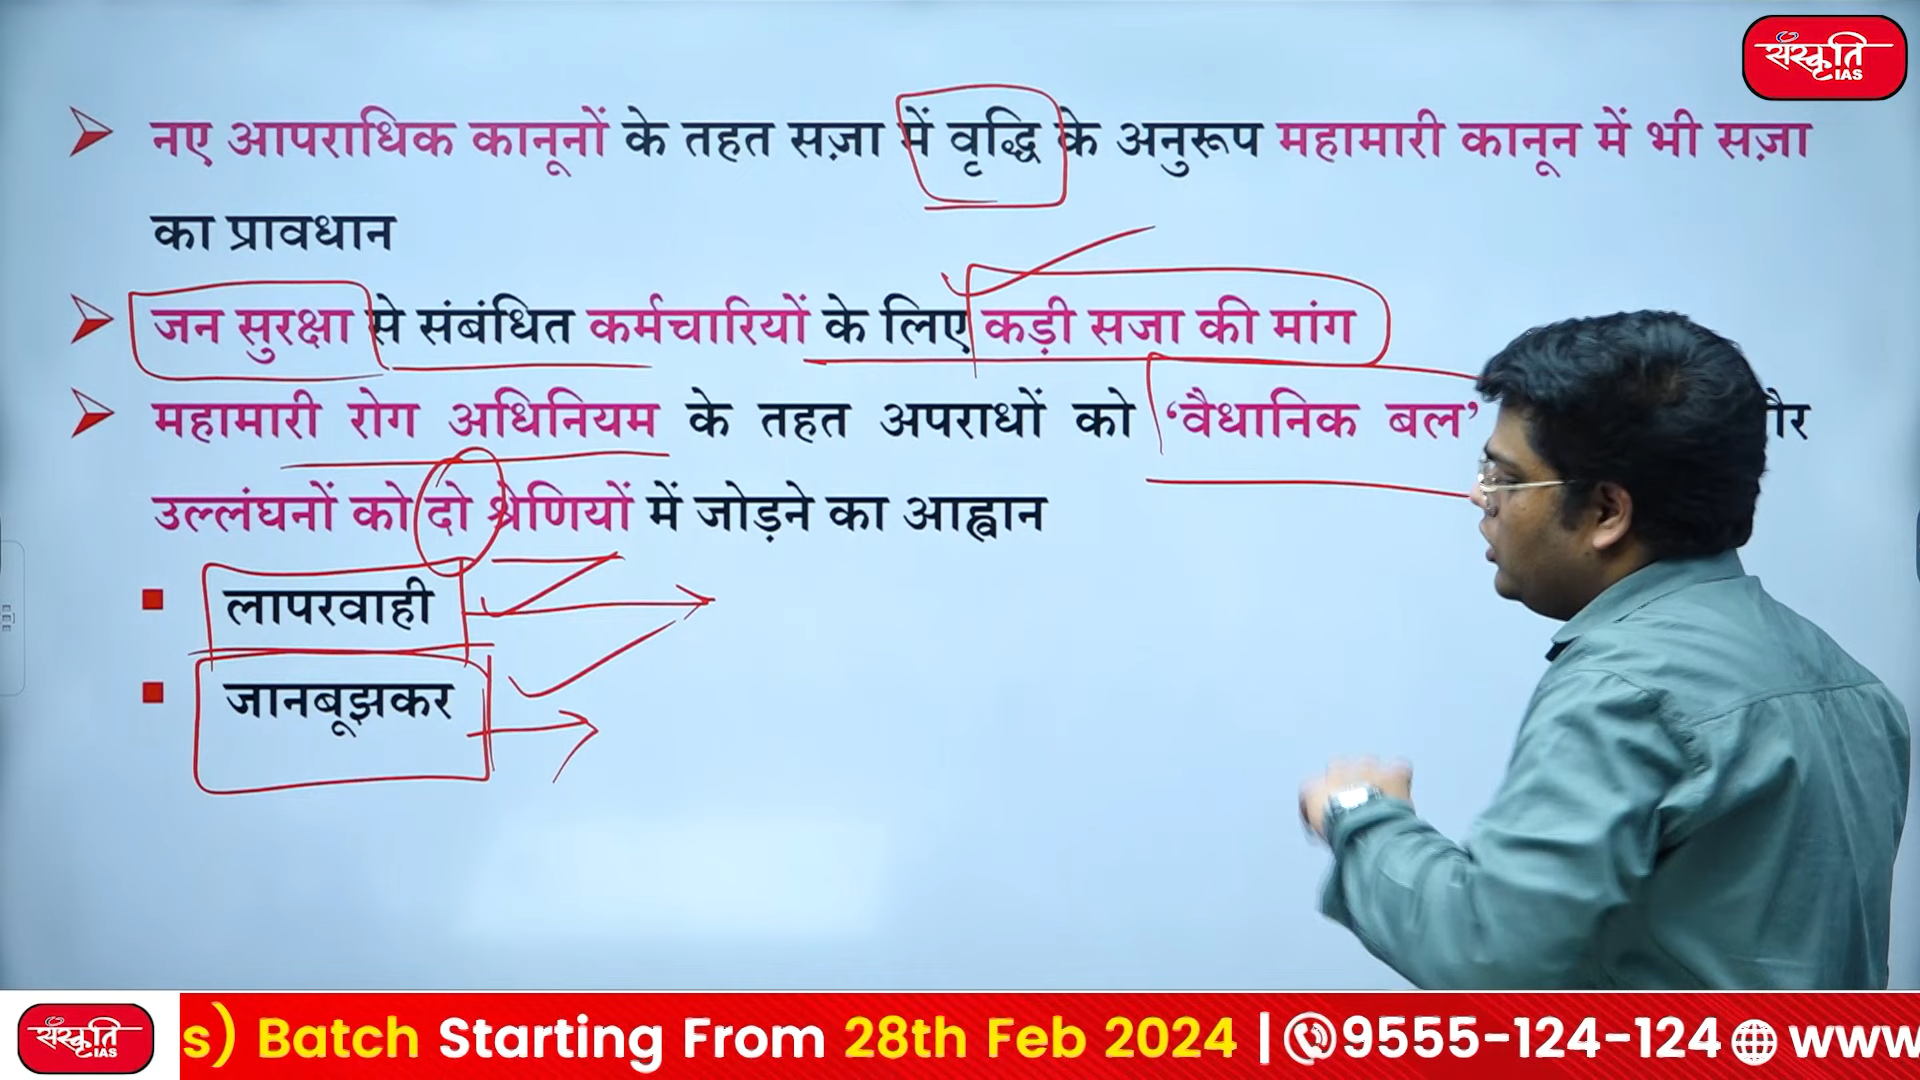 संस्कृति
IAS
नए आपराधिक कानूनों के तहत सज़ा में वृद्धि के अनुरूप महामारी कानून में भी सज़ा
का प्रावधान
जन सुरक्षा से संबंधित कर्मचारियों के लिए कड़ी सजा की मांग
महामारी रोग अधिनियम के तहत अपराधों को ‘वैधानिक बल’
उल्लंघनों को दो श्रेणियों में जोड़ने का आह्वान
लापरवाही
जानबूझकर
संस्कृति
IAS
s) Batch Starting From 28th Feb 2024 | 9555-124-124 www